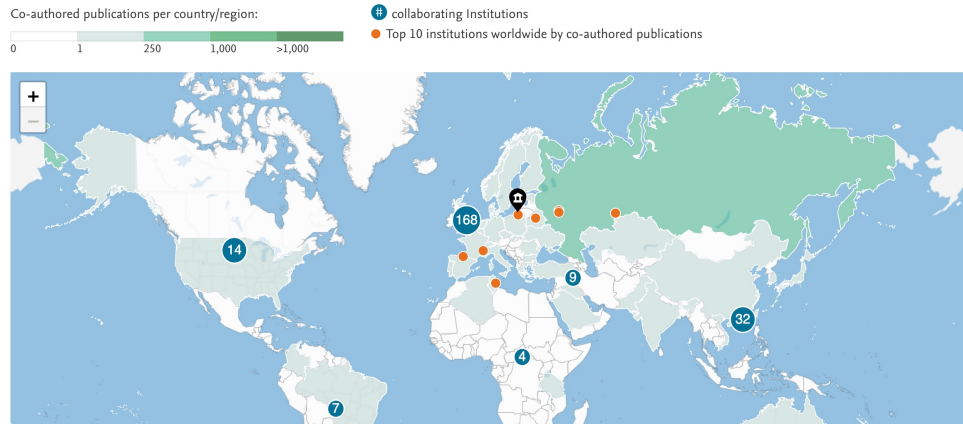 Co-authored publications per country/region:
0 1 250 1,000 >1,000
# collaborating Institutions
Top 10 institutions worldwide by co-authored publications
+
−
168
14
9
32
4
7